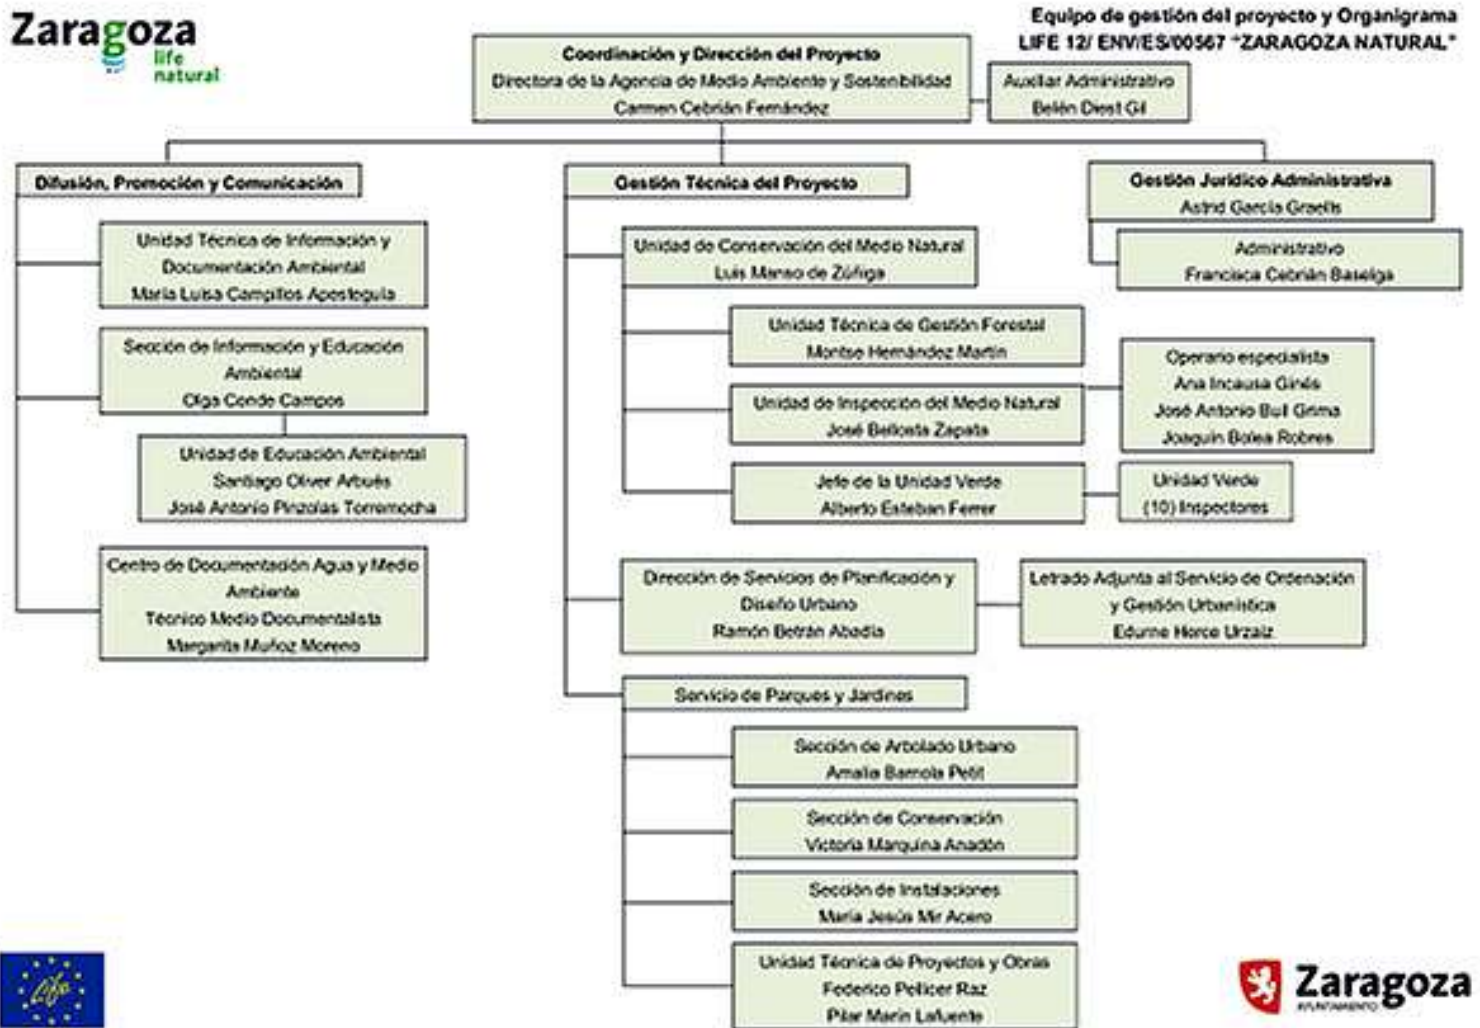 Zaragoza
life
natural
Equipo de gestión del proyecto y Organigrama
LIFE 12/ ENV/ES/00567 "ZARAGOZA NATURAL"
Coordinación y Dirección del Proyecto
Directora de la Agencia de Medio Ambiente y Sostenibilidad
Carmen Cebrián Fernández
Auxiliar Administrativo
Belén Diest Gil
Difusión, Promoción y Comunicación
Unidad Técnica de Información y
Documentación Ambiental
María Luisa Campillos Apesteguía
Sección de Información y Educación
Ambiental
Olga Conde Campos
Unidad de Educación Ambiental
Santiago Oliver Arbués
José Antonio Pinzolas Torremocha
Centro de Documentación Agua y Medio
Ambiente
Técnico Medio Documentalista
Margarita Muñoz Moreno
Gestión Técnica del Proyecto
Unidad de Conservación del Medio Natural
Luis Manso de Zúñiga
Unidad Técnica de Gestión Forestal
Montse Hernández Martín
Unidad de Inspección del Medio Natural
José Bellosta Zapata
Operario especialista
Ana Incausa Ginés
José Antonio Buil Grima
Joaquín Bolea Robres
Jefe de la Unidad Verde
Alberto Esteban Ferrer
Unidad Verde
(10) Inspectores
Dirección de Servicios de Planificación y
Diseño Urbano
Ramón Betrán Abadía
Letrado Adjunta al Servicio de Ordenación
y Gestión Urbanística
Edurne Herce Urzaiz
Servicio de Parques y Jardines
Sección de Arbolado Urbano
Amalia Barnola Petit
Sección de Conservación
Victoria Marquina Anadón
Sección de Instalaciones
María Jesús Mir Acero
Unidad Técnica de Proyectos y Obras
Federico Pellicer Raz
Pilar Marín Lafuente
Gestión Jurídico Administrativa
Astrid García Graells
Administrativo
Francisca Cebrián Baselga
Life
Zaragoza
AYUNTAMIENTO